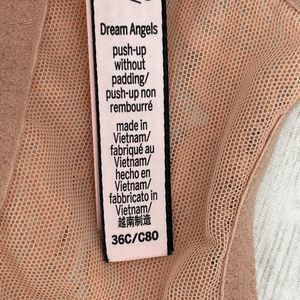 Dream Angels
push-up
without
padding/
push-up non
rembourré
made in
Vietnam/
fabriqué au
Vietnam/
hecho en
Vietnam/
fabbricato in
Vietnam/
越南制造
36C/C80